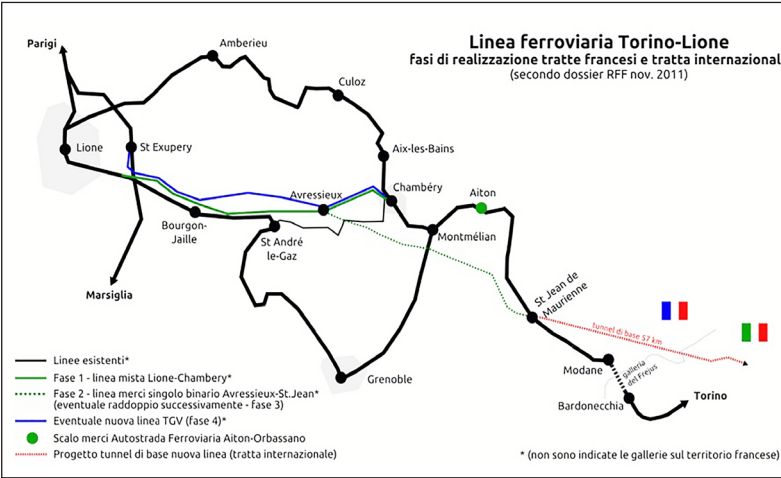 Linea ferroviaria Torino-Lione
fasi di realizzazione tratte francesi e tratta internazional
(secondo dossier RFF nov. 2011)
Parigi
Amberieu
Culoz
Lione
St Exupery
Aix-les-Bains
Avressieux
Chambéry
Aiton
Bourgon-
Jaille
St André
le-Gaz
Montmélian
Marsiglia
St Jean de
Maurienne
tunnel di base 57 km
Modane
galleria
del Frejus
Grenoble
Bardonecchia
Torino
Linee esistenti*
Fase 1 - linea mista Lione-Chambery*
Fase 2 - linea merci singolo binario Avressieux-St.Jean*
(eventuale raddoppio successivamente - fase 3)
Eventuale nuova linea TGV (fase 4)*
Scalo merci Autostrada Ferroviaria Aiton-Orbassano
Progetto tunnel di base nuova linea (tratta internazionale)
* (non sono indicate le gallerie sul territorio francese)